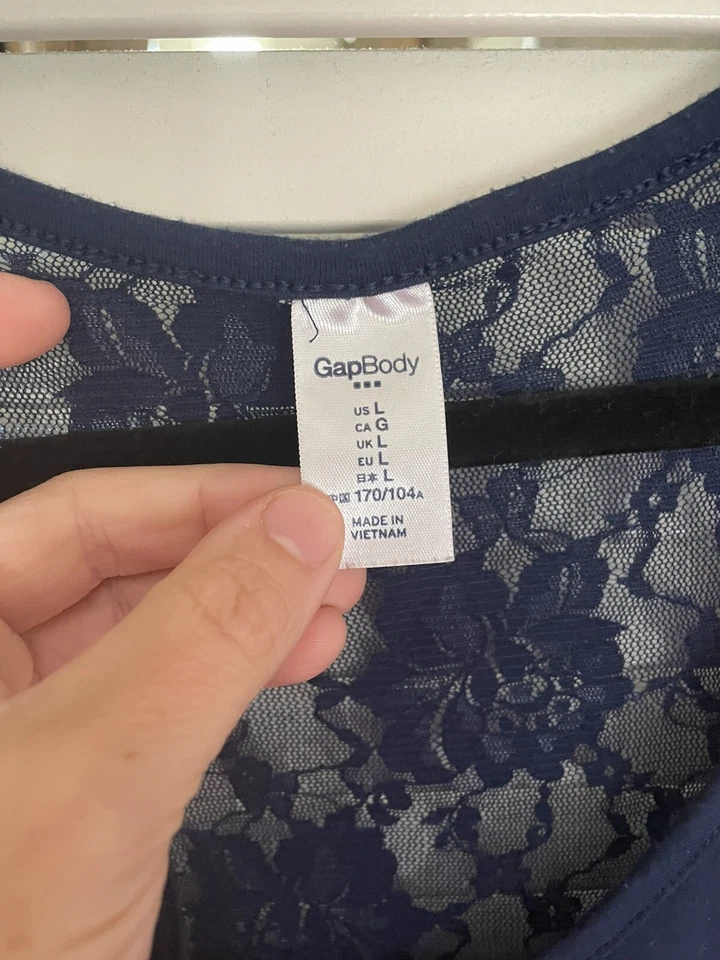 GapBody
US L
CA G
UK L
EU L
日本 L
中国 170/104A
MADE IN
VIETNAM